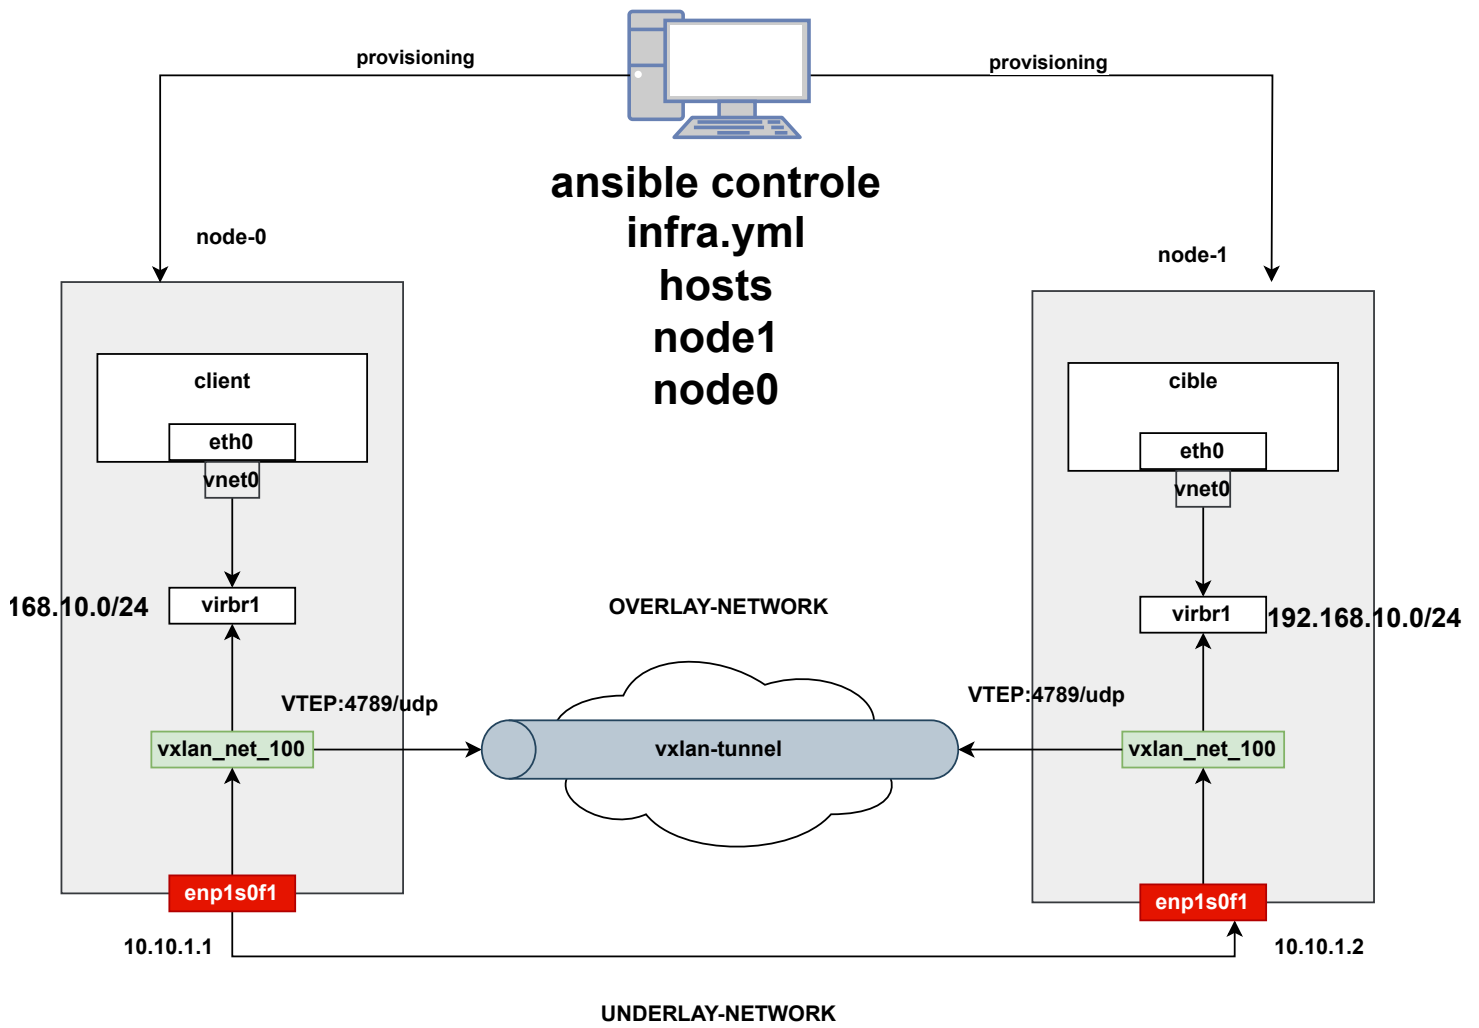 provisioning
provisioning
ansible controle
infra.yml
hosts
node1
node0
node-0
node-1
client
eth0
vnet0
cible
eth0
vnet0
168.10.0/24
virbr1
OVERLAY-NETWORK
virbr1
192.168.10.0/24
VTEP:4789/udp
VTEP:4789/udp
vxlan_net_100
vxlan-tunnel
vxlan_net_100
enp1s0f1
enp1s0f1
10.10.1.1
10.10.1.2
UNDERLAY-NETWORK